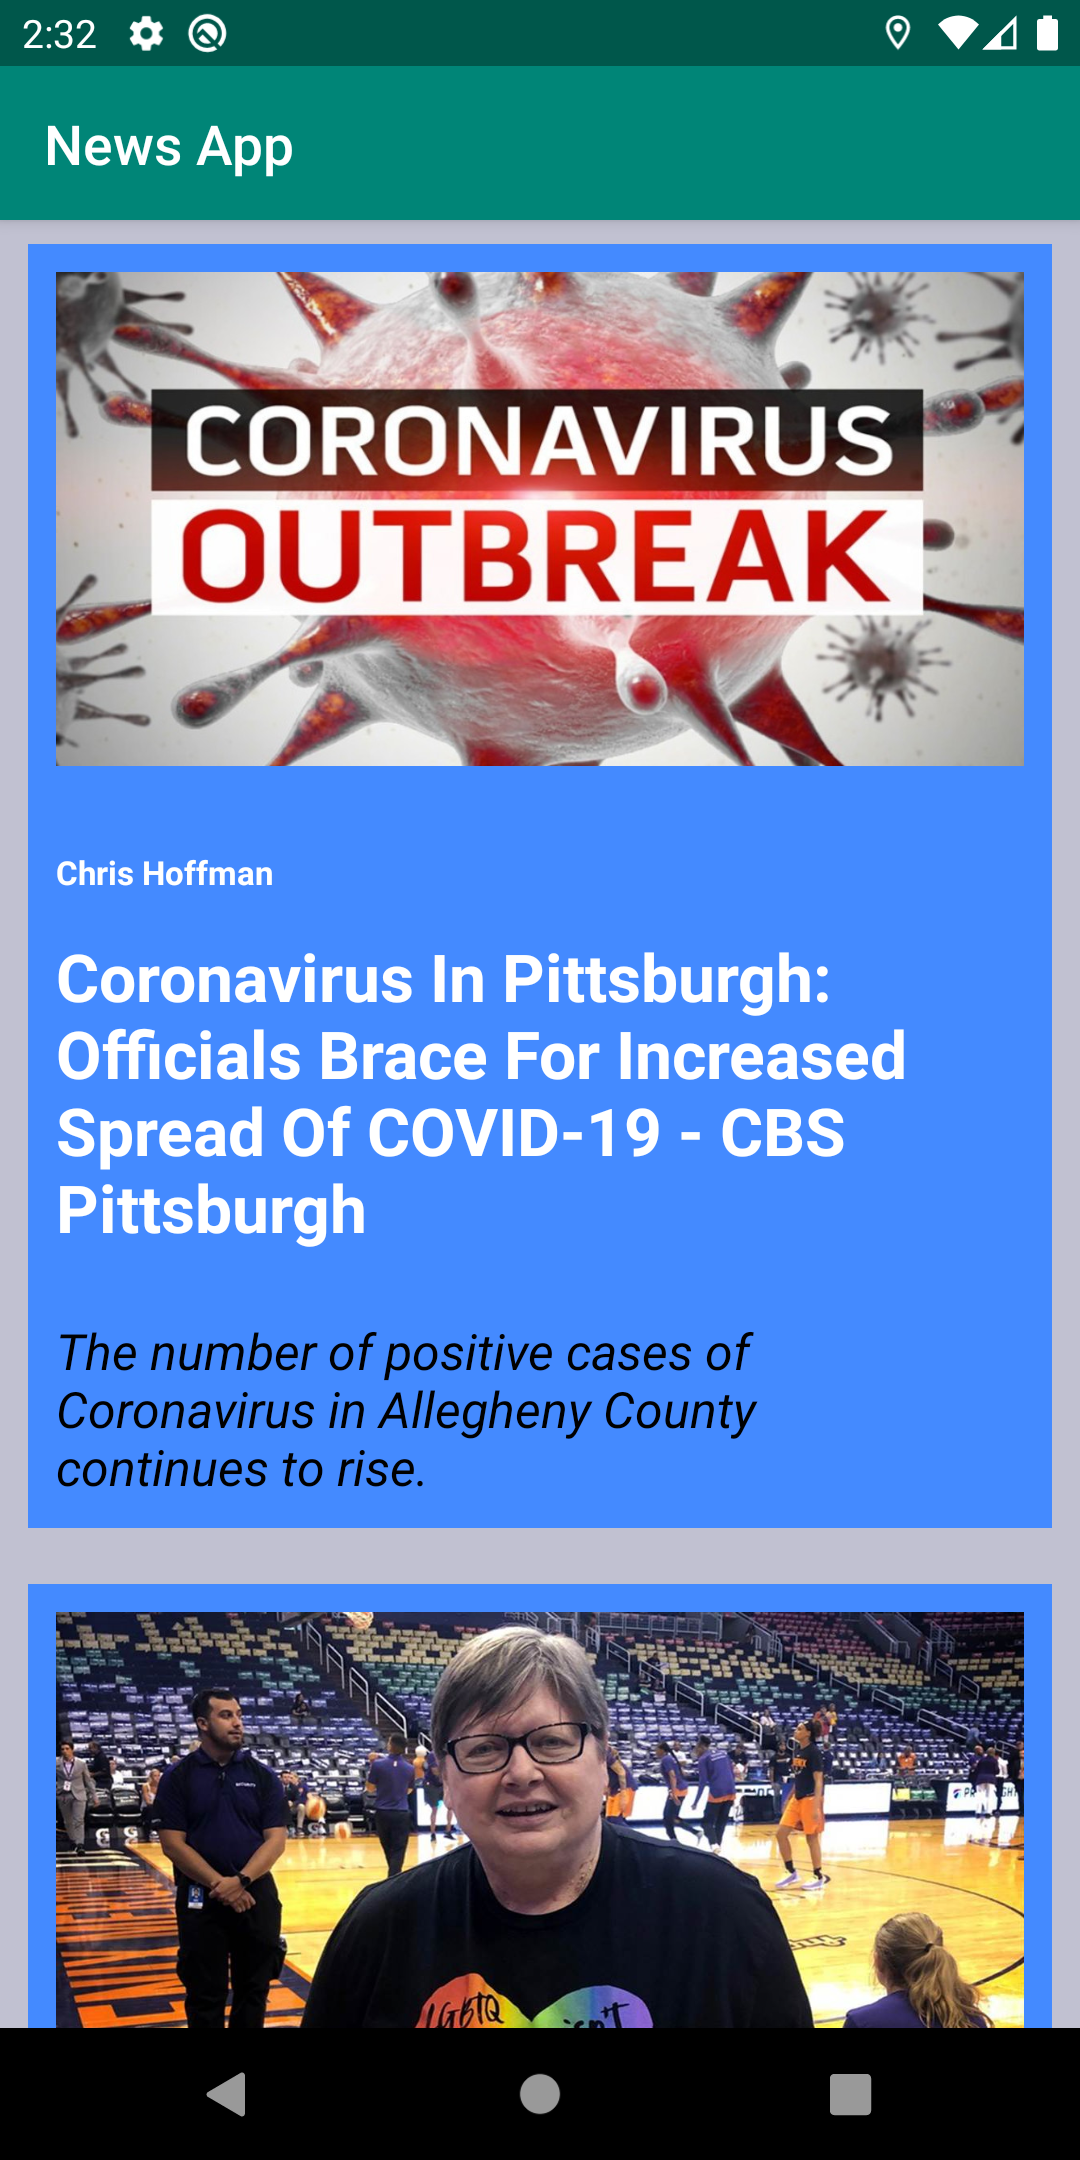 2:32
News App
CORONAVIRUS
OUTBREAK
Chris Hoffman
Coronavirus In Pittsburgh:
Officials Brace For Increased
Spread Of COVID-19 - CBS
Pittsburgh
The number of positive cases of
Coronavirus in Allegheny County
continues to rise.
LGBTQ isn't